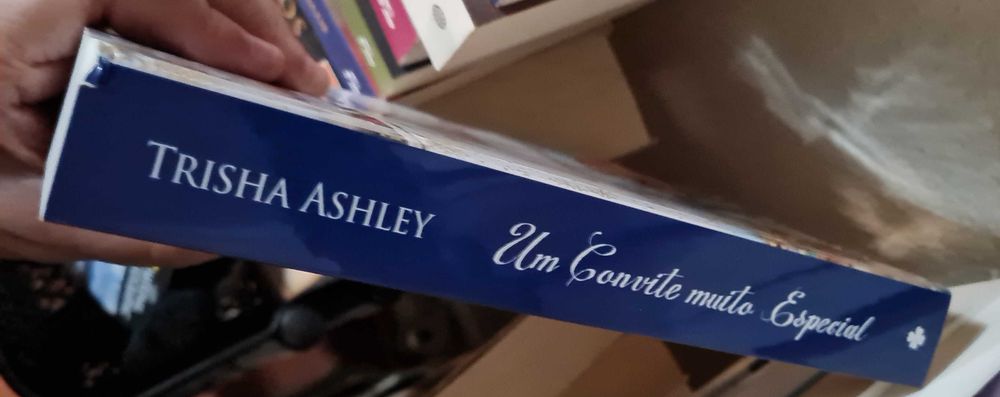 TRISHA ASHLEY
Um Convite muito Especial